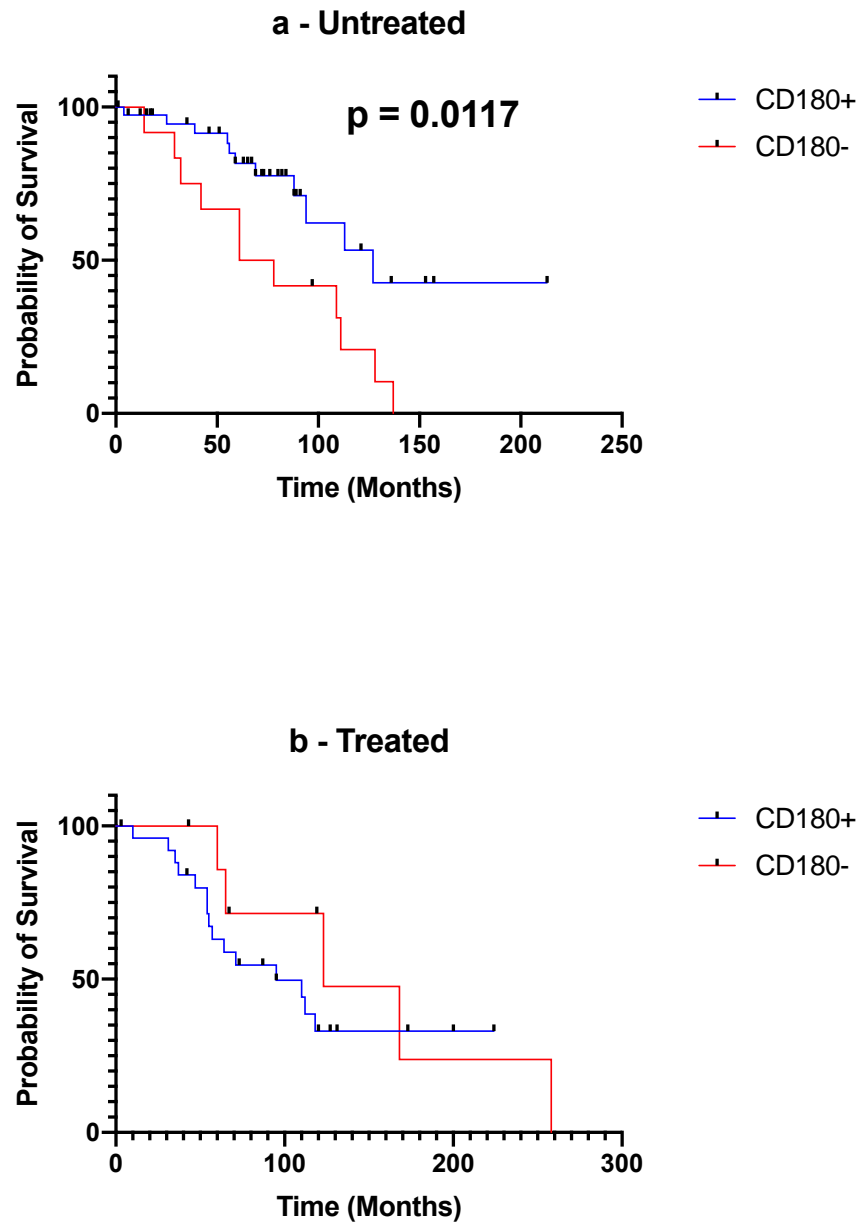 a - Untreated
p = 0.0117
CD180+
CD180-
Probability of Survival
100
50
0
0 50 100 150 200 250
Time (Months)
b - Treated
CD180+
CD180-
Probability of Survival
100
50
0
0 100 200 300
Time (Months)